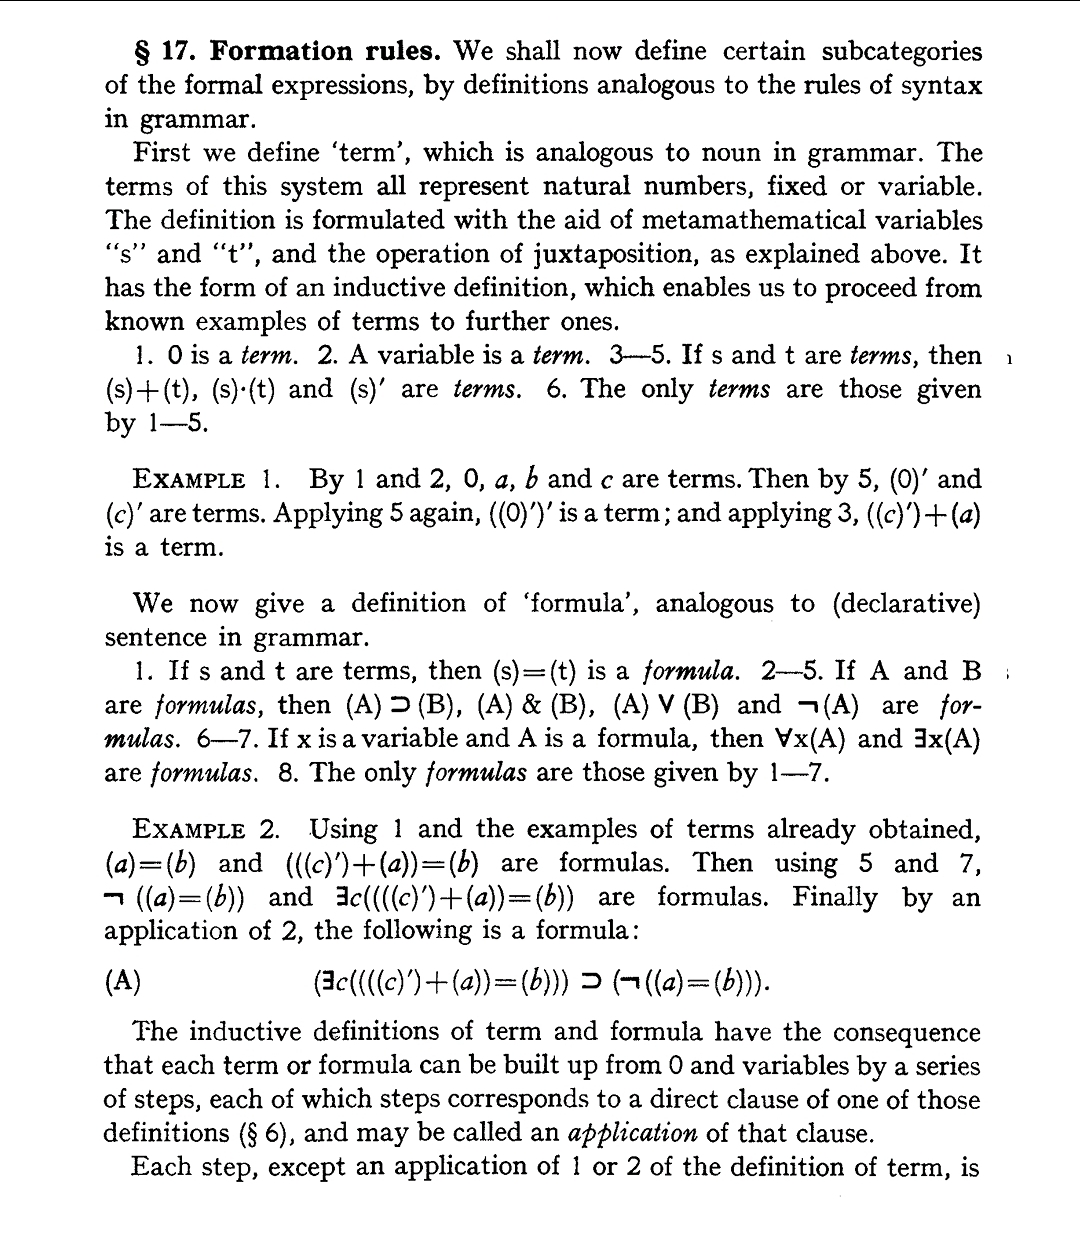 § 17. Formation rules. We shall now define certain subcategories
of the formal expressions, by definitions analogous to the rules of syntax
in grammar.
First we define ‘term’, which is analogous to noun in grammar. The
terms of this system all represent natural numbers, fixed or variable.
The definition is formulated with the aid of metamathematical variables
“s” and “t”, and the operation of juxtaposition, as explained above. It
has the form of an inductive definition, which enables us to proceed from
known examples of terms to further ones.
1. 0 is a term. 2. A variable is a term. 3—5. If s and t are terms, then
(s)+(t), (s)·(t) and (s)′ are terms. 6. The only terms are those given
by 1—5.
EXAMPLE 1. By 1 and 2, 0, a, b and c are terms. Then by 5, (0)′ and
(c)′ are terms. Applying 5 again, ((0)′)′ is a term; and applying 3, ((c)′)+(a)
is a term.
We now give a definition of ‘formula’, analogous to (declarative)
sentence in grammar.
1. If s and t are terms, then (s)=(t) is a formula. 2—5. If A and B
are formulas, then (A) ⊃ (B), (A) & (B), (A) V (B) and ¬(A) are for-
mulas. 6—7. If x is a variable and A is a formula, then ∀x(A) and ∃x(A)
are formulas. 8. The only formulas are those given by 1—7.
EXAMPLE 2. Using 1 and the examples of terms already obtained,
(a)=(b) and (((c)′)+(a))=(b) are formulas. Then using 5 and 7,
¬ ((a)=(b)) and ∃c((((c)′)+(a))=(b)) are formulas. Finally by an
application of 2, the following is a formula:
(A) (∃c((((c)′)+(a))=(b))) ⊃ (¬((a)=(b))).
The inductive definitions of term and formula have the consequence
that each term or formula can be built up from 0 and variables by a series
of steps, each of which steps corresponds to a direct clause of one of those
definitions (§ 6), and may be called an application of that clause.
Each step, except an application of 1 or 2 of the definition of term, is